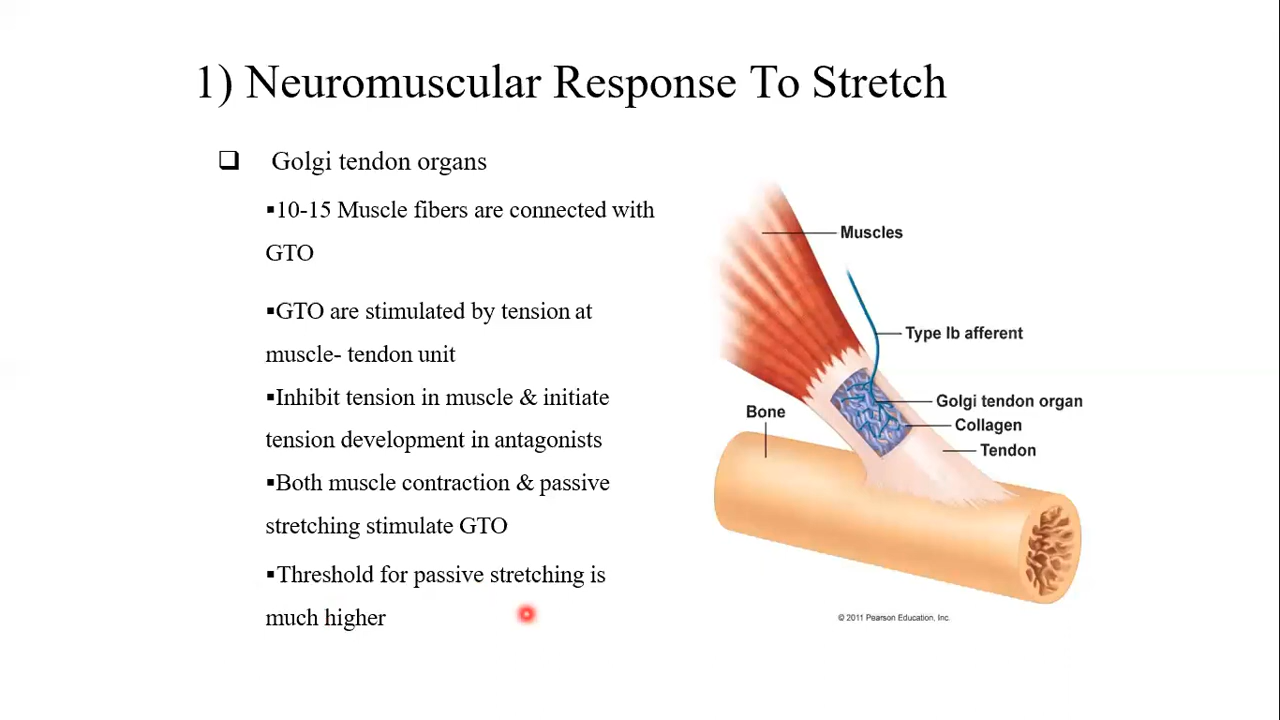 1) Neuromuscular Response To Stretch
❑ Golgi tendon organs
▪10-15 Muscle fibers are connected with
GTO
▪GTO are stimulated by tension at
muscle- tendon unit
▪Inhibit tension in muscle & initiate
tension development in antagonists
▪Both muscle contraction & passive
stretching stimulate GTO
▪Threshold for passive stretching is
much higher
Muscles
Type Ib afferent
Golgi tendon organ
Bone
Collagen
Tendon
© 2011 Pearson Education, Inc.